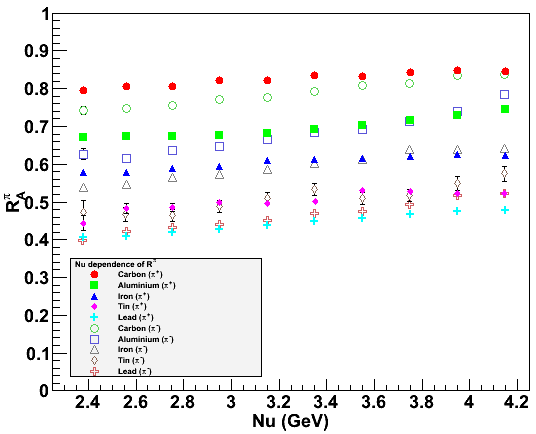 1
0.9
0.8
0.7
0.6
0.5
0.4
0.3
0.2
0.1
0
R_A^π
Nu dependence of R^π
Carbon (π⁺)
Aluminium (π⁺)
Iron (π⁺)
Tin (π⁺)
Lead (π⁺)
Carbon (π⁻)
Aluminium (π⁻)
Iron (π⁻)
Tin (π⁻)
Lead (π⁻)
2.4 2.6 2.8 3 3.2 3.4 3.6 3.8 4 4.2
Nu (GeV)